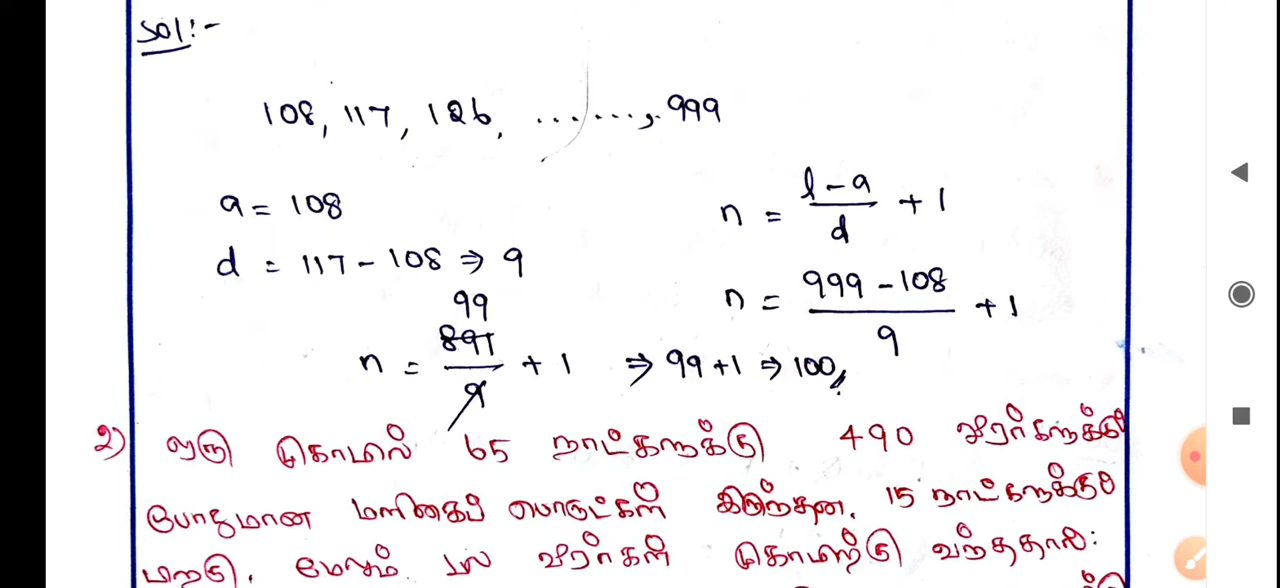 Sol:-
108, 117, 126, ........, 999
a = 108
n = l-a/d + 1
d = 117 - 108 ⇒ 9
n = 999 - 108/9 + 1
99
n = 891/9 + 1 ⇒ 99 + 1 ⇒ 100
2) ஒரு கொமில் 65 நாட்களுக்கு 490 வீரர்களுக்கு
போதுமான மளிகைப் பொருட்கள் இருந்தன. 15 நாட்களுக்குப்
பிறகு, மேலும் பல வீரர்கள் கொமிற்கு வந்ததால்